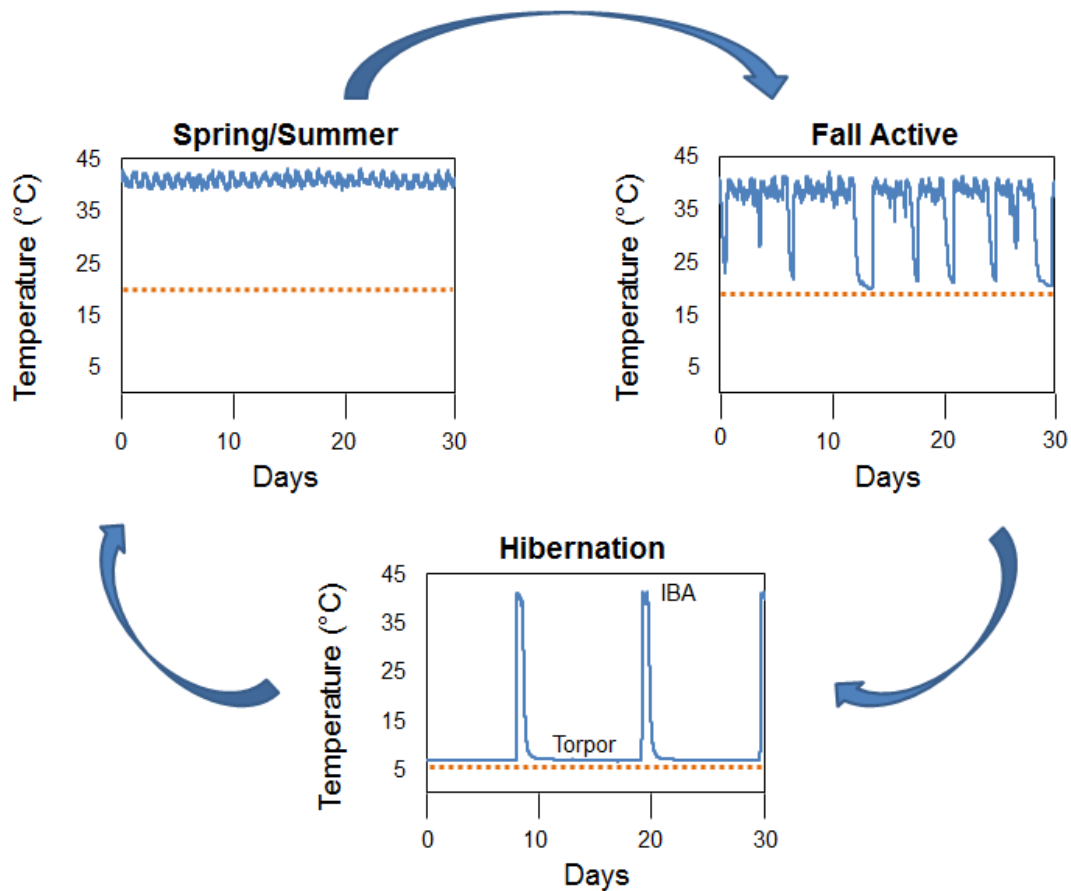 Spring/Summer
Temperature (°C)
45
35
25
15
5
0 10 20 30
Days
Fall Active
Temperature (°C)
45
35
25
15
5
0 10 20 30
Days
Hibernation
Temperature (°C)
45
35
25
15
5
IBA
Torpor
0 10 20 30
Days